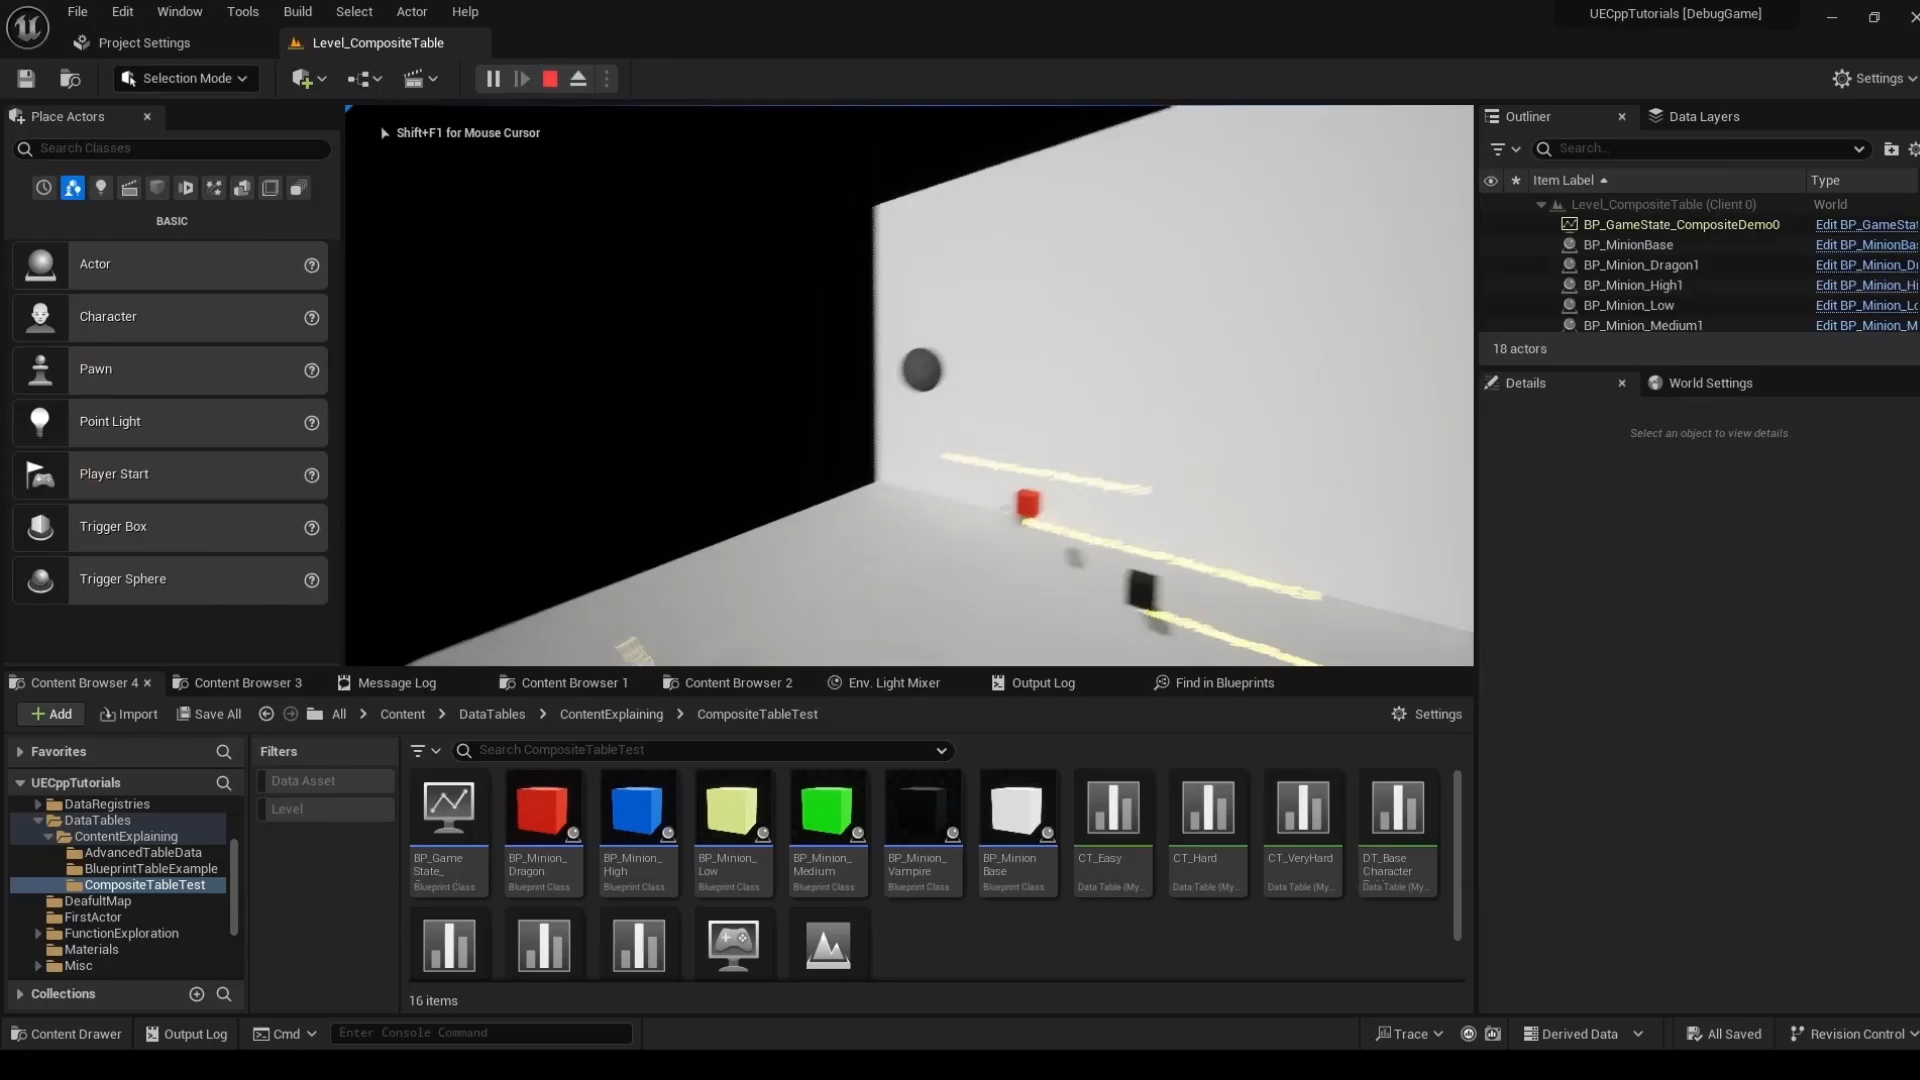 File Edit Window Tools Build Select Actor Help
UECppTutorials [DebugGame]
Project Settings
Level_CompositeTable
Selection Mode
Settings
Place Actors
Search Classes
BASIC
Actor
Character
Pawn
Point Light
Player Start
Trigger Box
Trigger Sphere
Shift+F1 for Mouse Cursor
Outliner
Data Layers
Search...
Item Label
Type
Level_CompositeTable (Client 0) World
BP_GameState_CompositeDemo0 Edit BP_GameStat
BP_MinionBase Edit BP_MinionBa
BP_Minion_Dragon1 Edit BP_Minion_D
BP_Minion_High1 Edit BP_Minion_Hi
BP_Minion_Low Edit BP_Minion_Lo
BP_Minion_Medium1 Edit BP_Minion_M
18 actors
Details
World Settings
Select an object to view details.
Content Browser 4
Content Browser 3
Message Log
Content Browser 1
Content Browser 2
Env. Light Mixer
Output Log
Find in Blueprints
Add
Import
Save All
All
Content
DataTables
ContentExplaining
CompositeTableTest
Settings
Favorites
UECppTutorials
DataRegistries
DataTables
ContentExplaining
AdvancedTableData
BlueprintTableExample
CompositeTableTest
DeafultMap
FirstActor
FunctionExploration
Materials
Misc
Collections
Filters
Data Asset
Level
Search CompositeTableTest
BP_Game
State_
Blueprint Class
BP_Minion_
Dragon
Blueprint Class
BP_Minion_
High
Blueprint Class
BP_Minion_
Low
Blueprint Class
BP_Minion_
Medium
Blueprint Class
BP_Minion_
Vampire
Blueprint Class
BP_Minion
Base
Blueprint Class
CT_Easy
Data Table (My...
CT_Hard
Data Table (My...
CT_VeryHard
Data Table (My...
DT_Base
Character
Data Table (My...
16 items
Content Drawer
Output Log
Cmd
Enter Console Command
Trace
Derived Data
All Saved
Revision Control